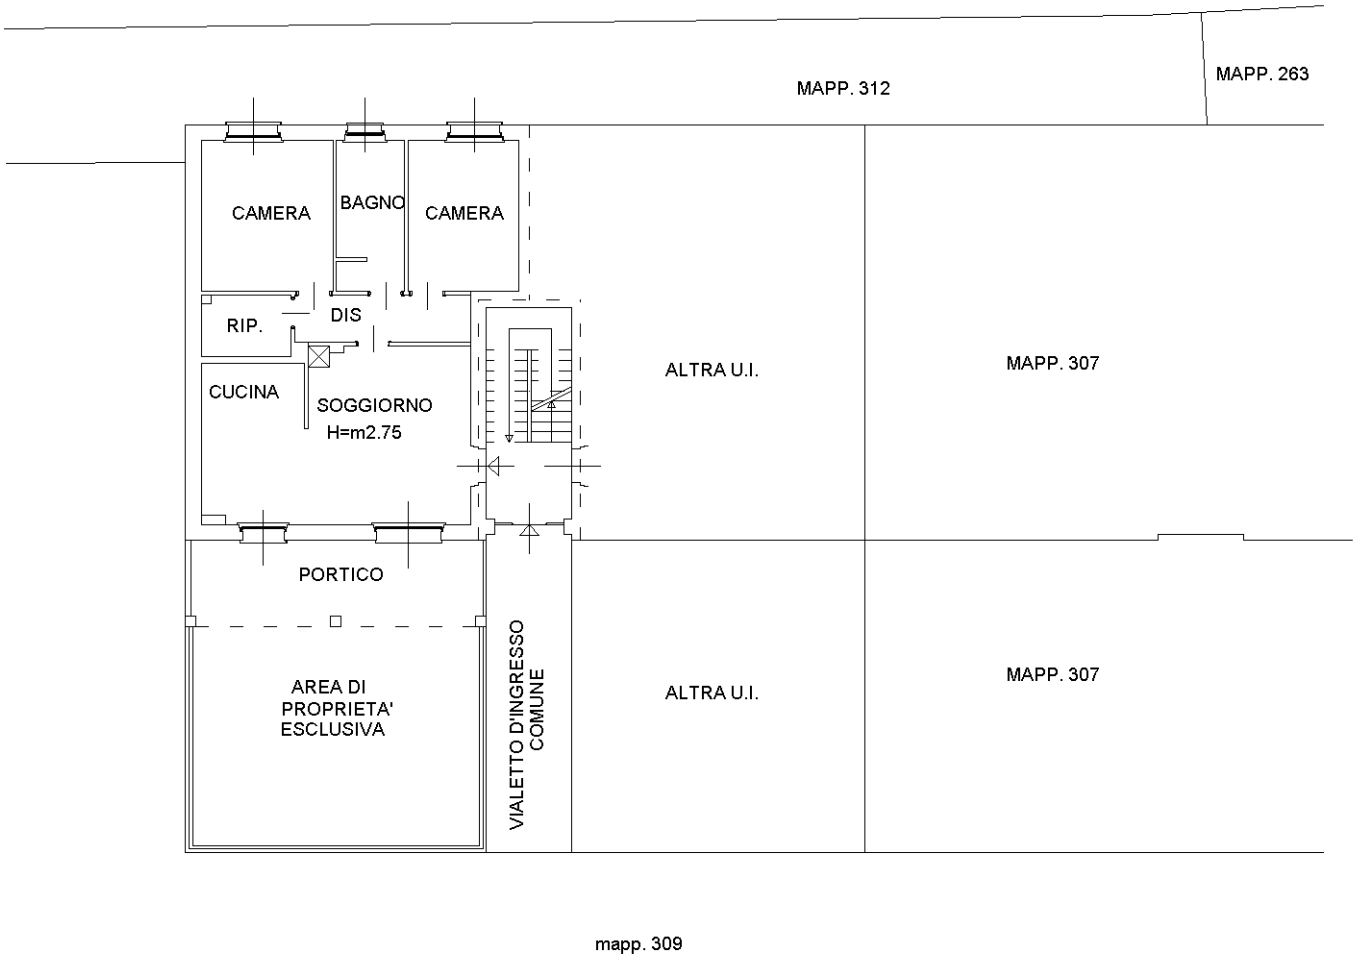 MAPP. 263
MAPP. 312
BAGNO
CAMERA
CAMERA
DIS
RIP.
MAPP. 307
ALTRA U.I.
CUCINA
SOGGIORNO
H=m2.75
PORTICO
MAPP. 307
AREA DI
PROPRIETA'
ESCLUSIVA
ALTRA U.I.
VIALETTO D'INGRESSO
COMUNE
mapp. 309